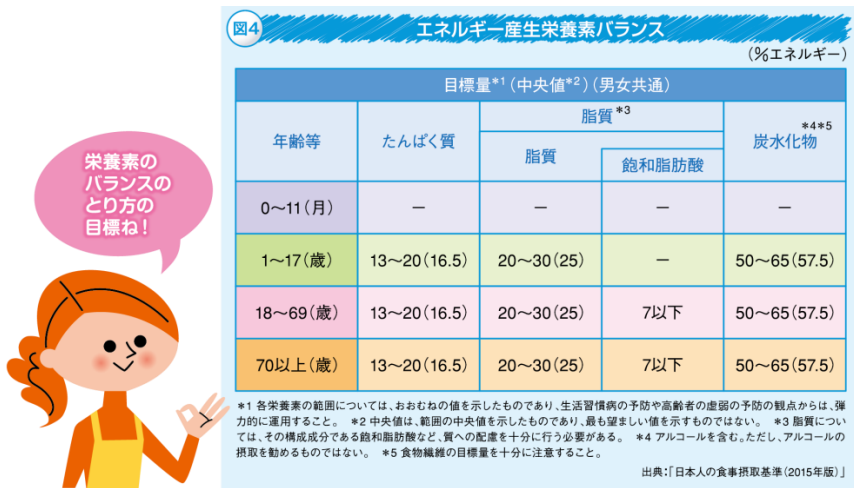 図4 エネルギー産生栄養素バランス
(%エネルギー)
栄養素の
バランスの
とり方の
目標ね！
目標量*1(中央値*2)(男女共通)
年齢等 たんぱく質 脂質*3 炭水化物*4*5
脂質 飽和脂肪酸
0〜11(月) − − − −
1〜17(歳) 13〜20(16.5) 20〜30(25) − 50〜65(57.5)
18〜69(歳) 13〜20(16.5) 20〜30(25) 7以下 50〜65(57.5)
70以上(歳) 13〜20(16.5) 20〜30(25) 7以下 50〜65(57.5)
*1 各栄養素の範囲については、おおむねの値を示したものであり、生活習慣病の予防や高齢者の虚弱の予防の観点からは、弾
力的に運用すること。 *2 中央値は、範囲の中央値を示したものであり、最も望ましい値を示すものではない。 *3 脂質につい
ては、その構成成分である飽和脂肪酸など、質への配慮を十分に行う必要がある。 *4 アルコールを含む。ただし、アルコールの
摂取を勧めるものではない。 *5 食物繊維の目標量を十分に注意すること。
出典：「日本人の食事摂取基準(2015年版)」